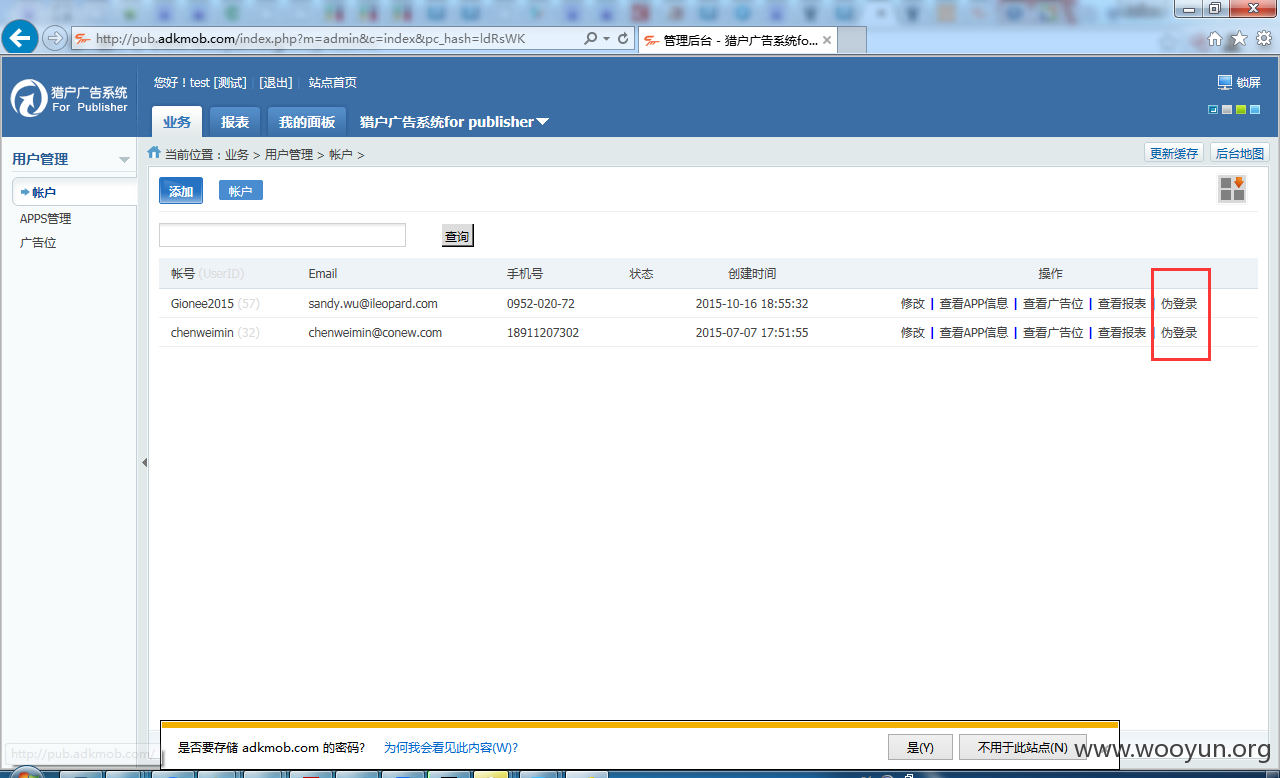 http://pub.adkmob.com/index.php?m=admin&c=index&pc_hash=ldRsWK
管理后台 - 猎户广告系统fo...
猎户广告系统
For Publisher
您好！test [测试] | [退出] | 站点首页
锁屏
业务 报表 我的面板 猎户广告系统for publisher
用户管理
当前位置：业务 > 用户管理 > 帐户 >
更新缓存 后台地图
帐户
APPS管理
广告位
添加 帐户
查询
帐号 (UserID) Email 手机号 状态 创建时间 操作
Gionee2015 (57) sandy.wu@ileopard.com 0952-020-72 2015-10-16 18:55:32 修改 | 查看APP信息 | 查看广告位 | 查看报表 | 伪登录
chenweimin (32) chenweimin@conew.com 18911207302 2015-07-07 17:51:55 修改 | 查看APP信息 | 查看广告位 | 查看报表 | 伪登录
http://pub.adkmob.com/
是否要存储 adkmob.com 的密码? 为何我会看见此内容(W)? 是(Y) 不用于此站点(N)
www.wooyun.org